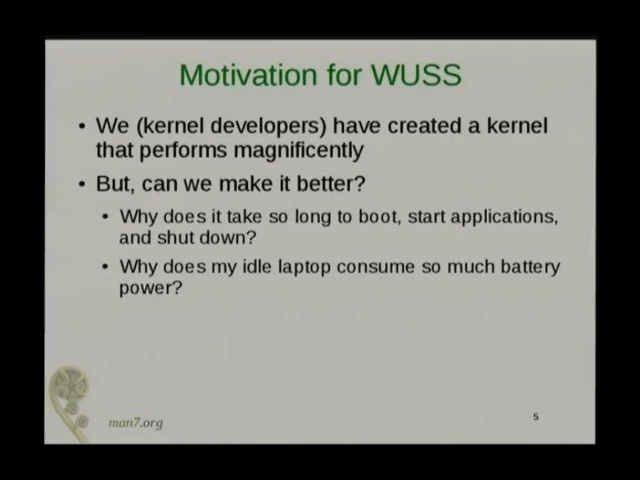 Motivation for WUSS
• We (kernel developers) have created a kernel
that performs magnificently
• But, can we make it better?
• Why does it take so long to boot, start applications,
and shut down?
• Why does my idle laptop consume so much battery
power?
man7.org
5